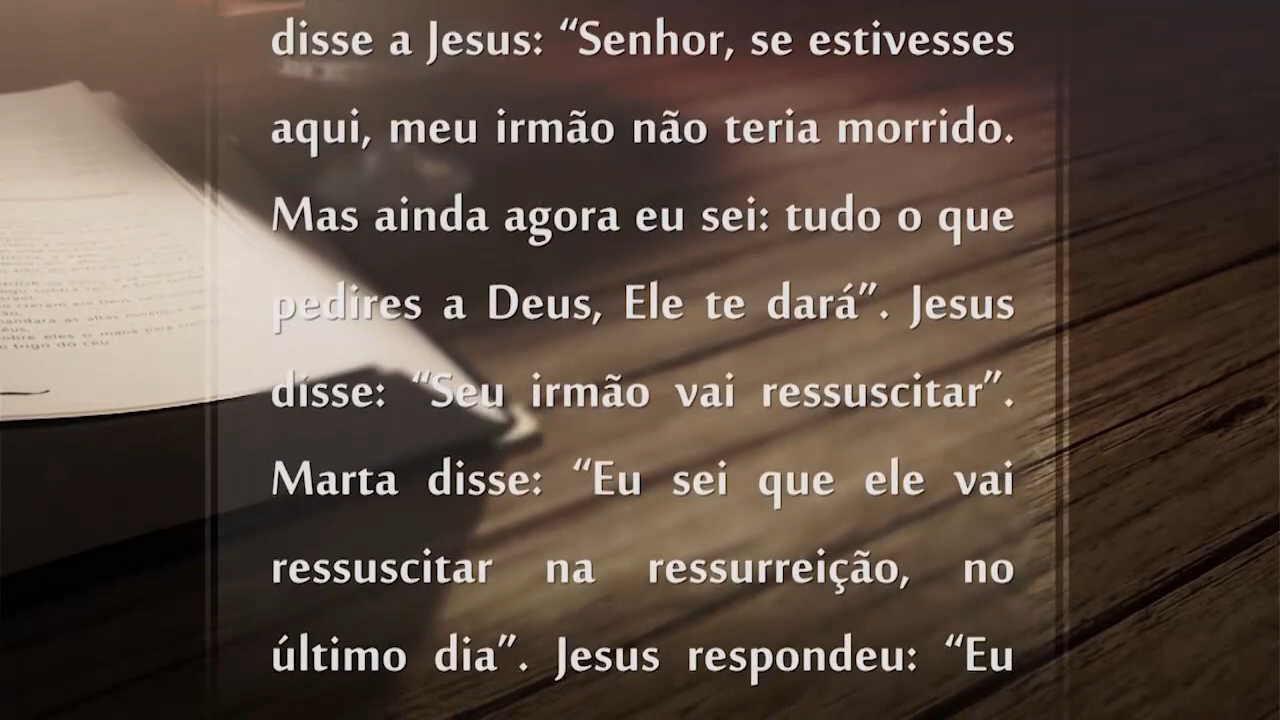 disse a Jesus: “Senhor, se estivesses
aqui, meu irmão não teria morrido.
Mas ainda agora eu sei: tudo o que
pedires a Deus, Ele te dará”. Jesus
disse: “Seu irmão vai ressuscitar”.
Marta disse: “Eu sei que ele vai
ressuscitar na ressurreição, no
último dia”. Jesus respondeu: “Eu